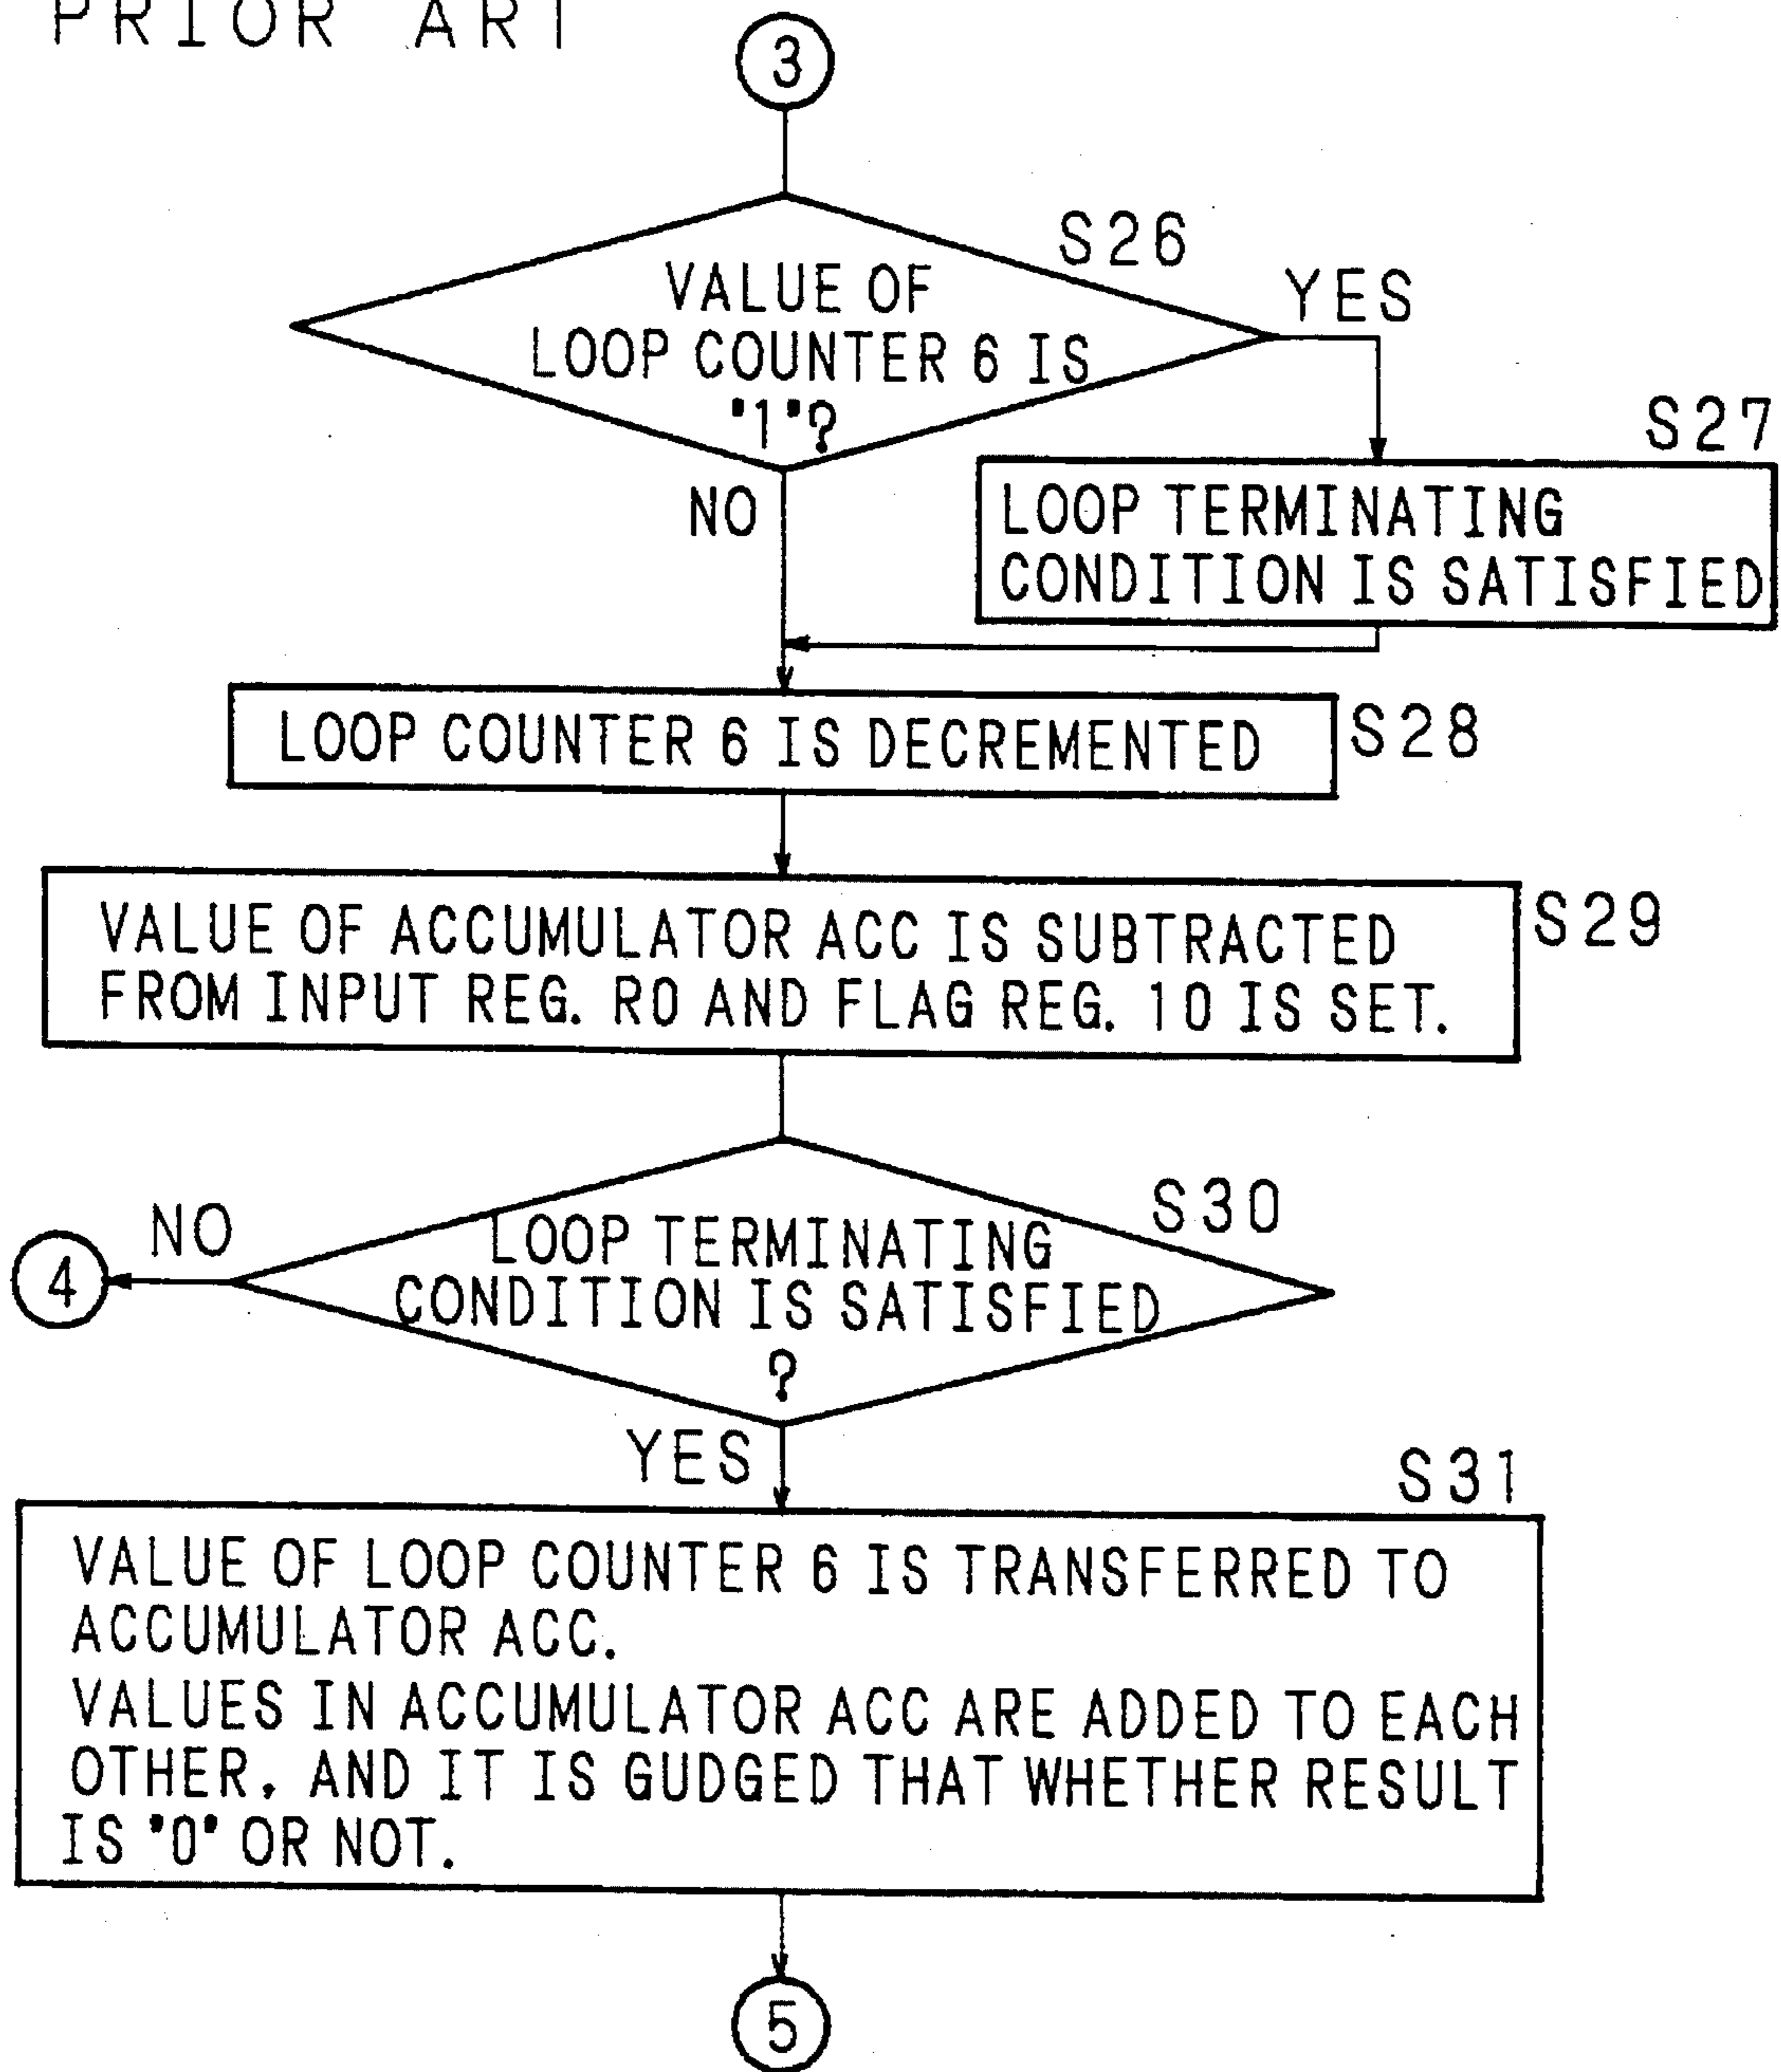 PRIOR ART
3
S26
VALUE OF
LOOP COUNTER 6 IS
"1"?
YES
NO
S27
LOOP TERMINATING
CONDITION IS SATISFIED
LOOP COUNTER 6 IS DECREMENTED
S28
VALUE OF ACCUMULATOR ACC IS SUBTRACTED
FROM INPUT REG. R0 AND FLAG REG. 10 IS SET.
S29
S30
LOOP TERMINATING
CONDITION IS SATISFIED
?
NO
4
YES
S31
VALUE OF LOOP COUNTER 6 IS TRANSFERRED TO
ACCUMULATOR ACC.
VALUES IN ACCUMULATOR ACC ARE ADDED TO EACH
OTHER, AND IT IS GUDGED THAT WHETHER RESULT
IS "0" OR NOT.
5